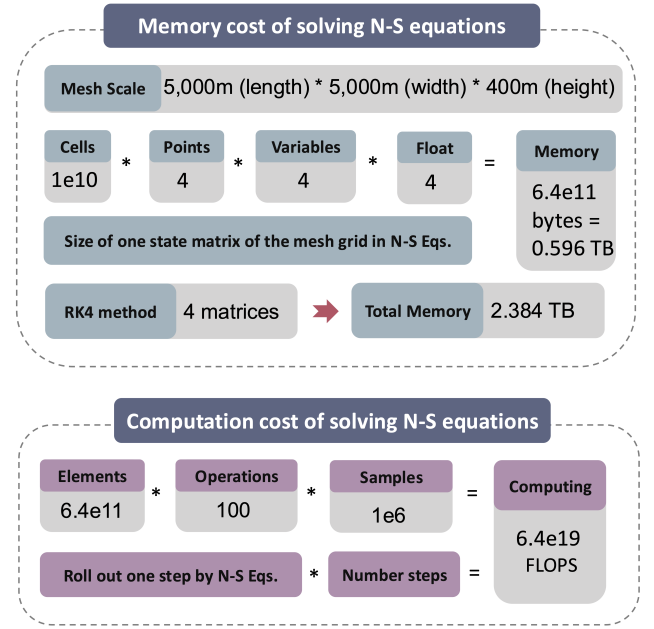 Memory cost of solving N-S equations
Mesh Scale 5,000m (length) * 5,000m (width) * 400m (height)
Cells Points Variables Float Memory
1e10 * 4 * 4 * 4 = 6.4e11
bytes =
0.596 TB
Size of one state matrix of the mesh grid in N-S Eqs.
RK4 method 4 matrices Total Memory 2.384 TB
Computation cost of solving N-S equations
Elements Operations Samples Computing
6.4e11 * 100 * 1e6 = 6.4e19
FLOPS
Roll out one step by N-S Eqs. * Number steps =